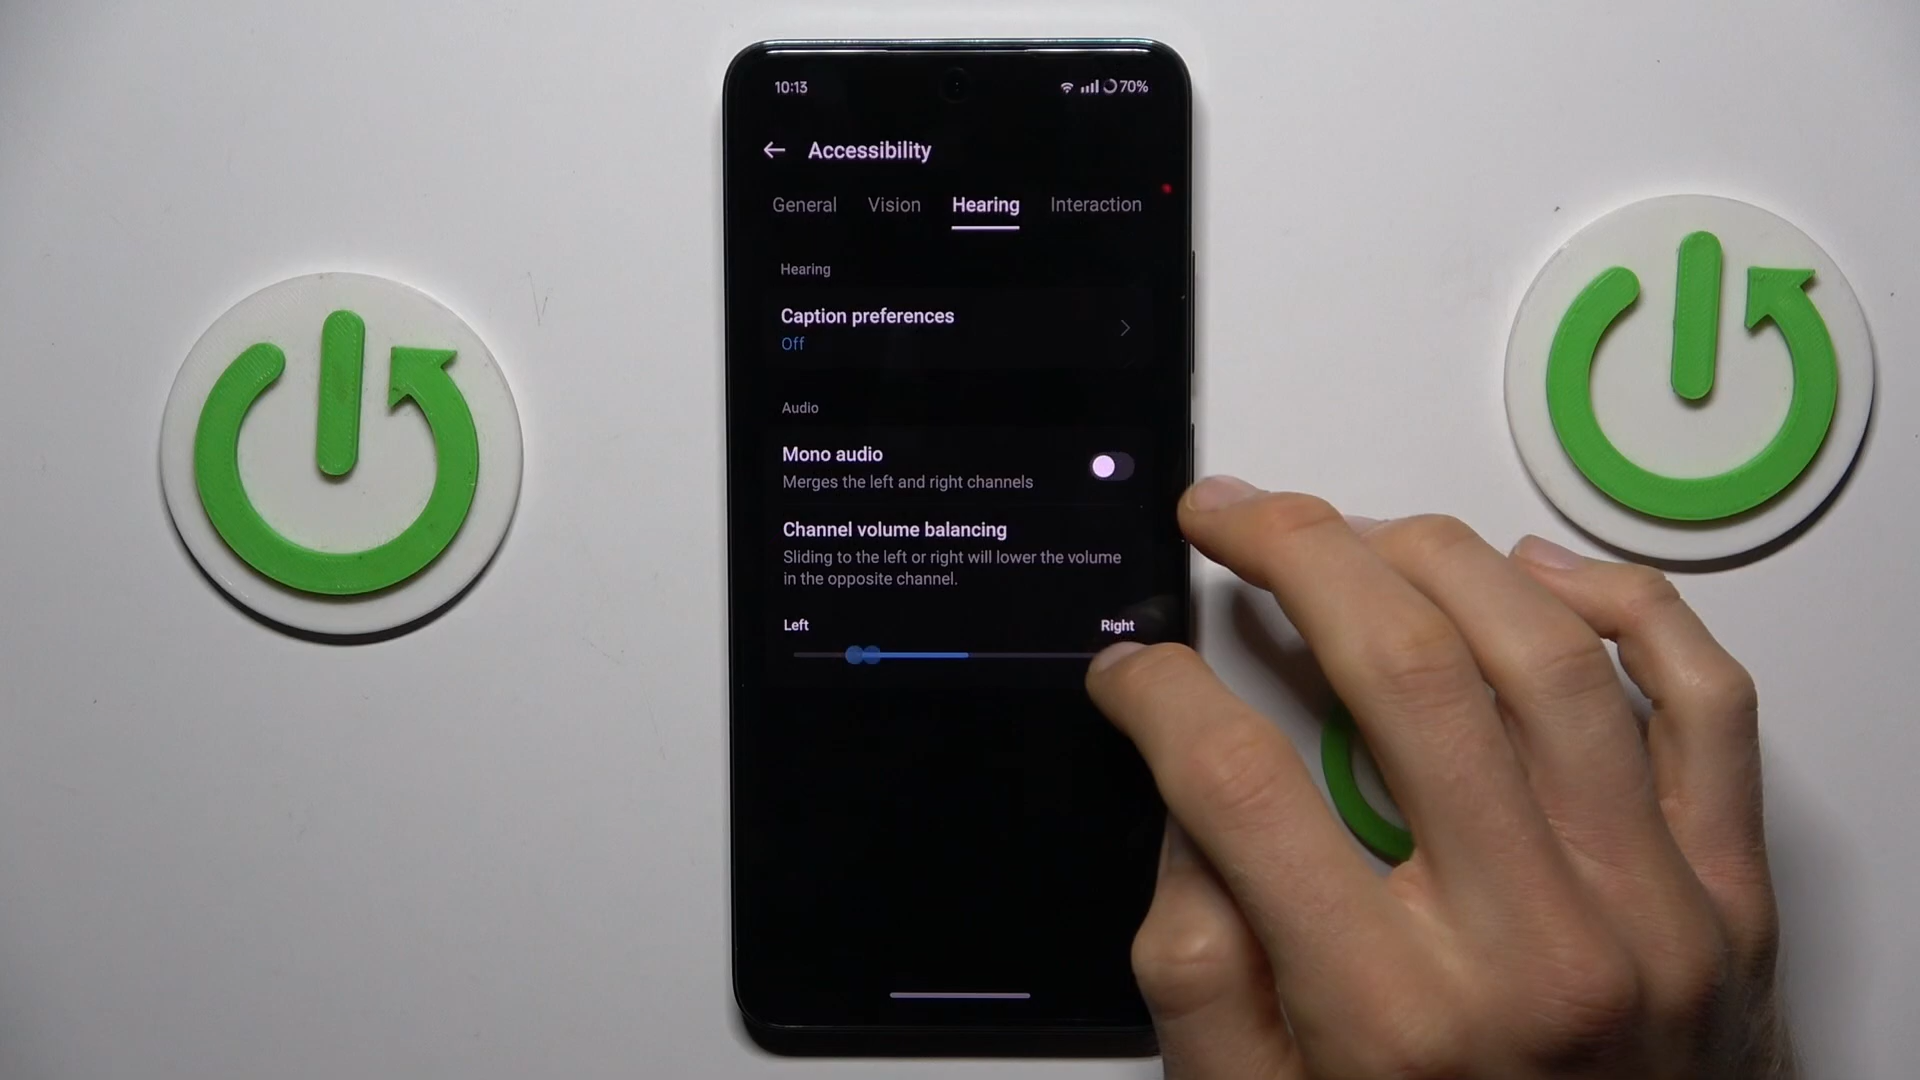 10:13
70%
Accessibility
General Vision Hearing Interaction
Hearing
Caption preferences
Off
Audio
Mono audio
Merges the left and right channels
Channel volume balancing
Sliding to the left or right will lower the volume
in the opposite channel.
Left Right